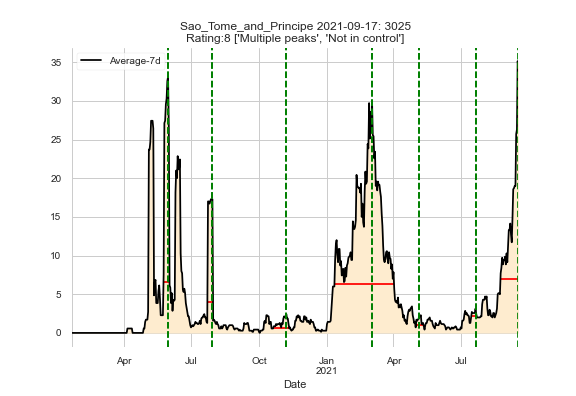 Sao_Tome_and_Principe 2021-09-17: 3025
Rating:8 ['Multiple peaks', 'Not in control']
Average-7d
35
30
25
20
15
10
5
0
Apr
Jul
Oct
Jan
2021
Apr
Jul
Date